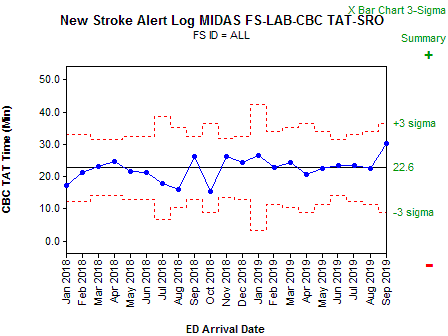 X Bar Chart 3-Sigma
New Stroke Alert Log MIDAS FS-LAB-CBC TAT-SRO
FS ID = ALL
Summary
+
CBC TAT Time (Min)
50.0
40.0
30.0
20.0
10.0
0.0
+3 sigma
22.6
-3 sigma
-
Jan 2018
Feb 2018
Mar 2018
Apr 2018
May 2018
Jun 2018
Jul 2018
Aug 2018
Sep 2018
Oct 2018
Nov 2018
Dec 2018
Jan 2019
Feb 2019
Mar 2019
Apr 2019
May 2019
Jun 2019
Jul 2019
Aug 2019
Sep 2019
ED Arrival Date